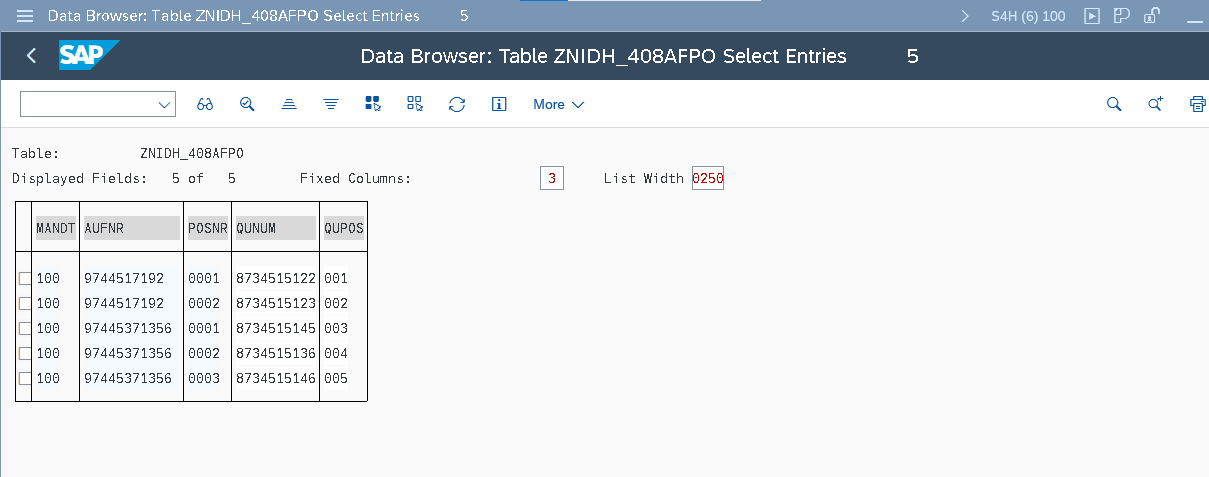 Data Browser: Table ZNIDH_408AFPO Select Entries 5
S4H (6) 100
SAP Data Browser: Table ZNIDH_408AFPO Select Entries 5
More
Table: ZNIDH_408AFPO
Displayed Fields: 5 of 5 Fixed Columns: 3 List Width 0250
MANDT AUFNR POSNR QUNUM QUPOS
100 9744517192 0001 8734515122 001
100 9744517192 0002 8734515123 002
100 97445371356 0001 8734515145 003
100 97445371356 0002 8734515136 004
100 97445371356 0003 8734515146 005